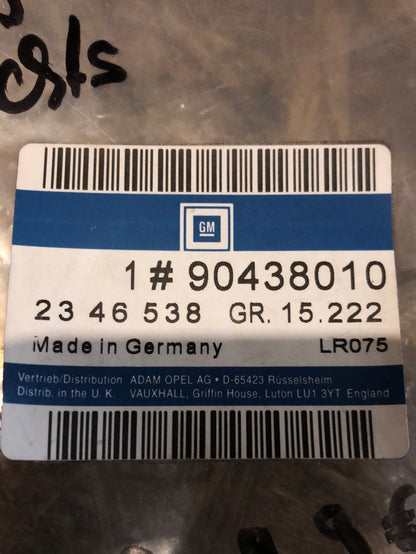 GM
1 # 90438010
23 46 538 GR. 15.222
Made in Germany LR075
Vertrieb/Distribution ADAM OPEL AG • D-65423 Rüsselsheim
Distrib. in the U. K. VAUXHALL, Griffin House, Luton LU1 3YT England